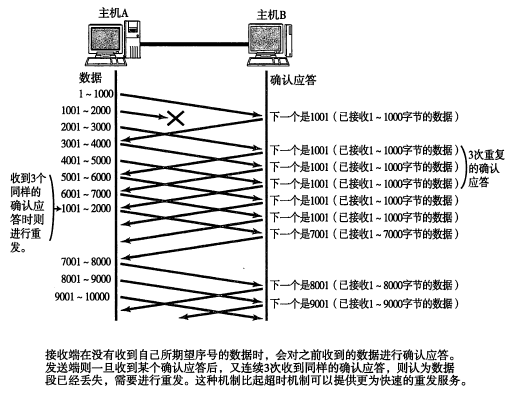 主机A
主机B
数据
确认应答
1～1000
1001～2000
2001～3000
3001～4000
4001～5000
5001～6000
6001～7000
1001～2000
7001～8000
8001～9000
9001～10000
收到3个
同样的
确认应
答时则
进行重
发。
下一个是1001（已接收1～1000字节的数据）
下一个是1001（已接收1～1000字节的数据）
下一个是1001（已接收1～1000字节的数据）
下一个是1001（已接收1～1000字节的数据）
下一个是1001（已接收1～1000字节的数据）
下一个是1001（已接收1～1000字节的数据）
下一个是7001（已接收1～7000字节的数据）
下一个是8001（已接收1～8000字节的数据）
下一个是9001（已接收1～9000字节的数据）
3次重复
的确认
应答
接收端在没有收到自己所期望序号的数据时，会对之前收到的数据进行确认应答。
发送端则一旦收到某个确认应答后，又连续3次收到同样的确认应答，则认为数据
段已经丢失，需要进行重发。这种机制比起超时机制可以提供更为快速的重发服务。